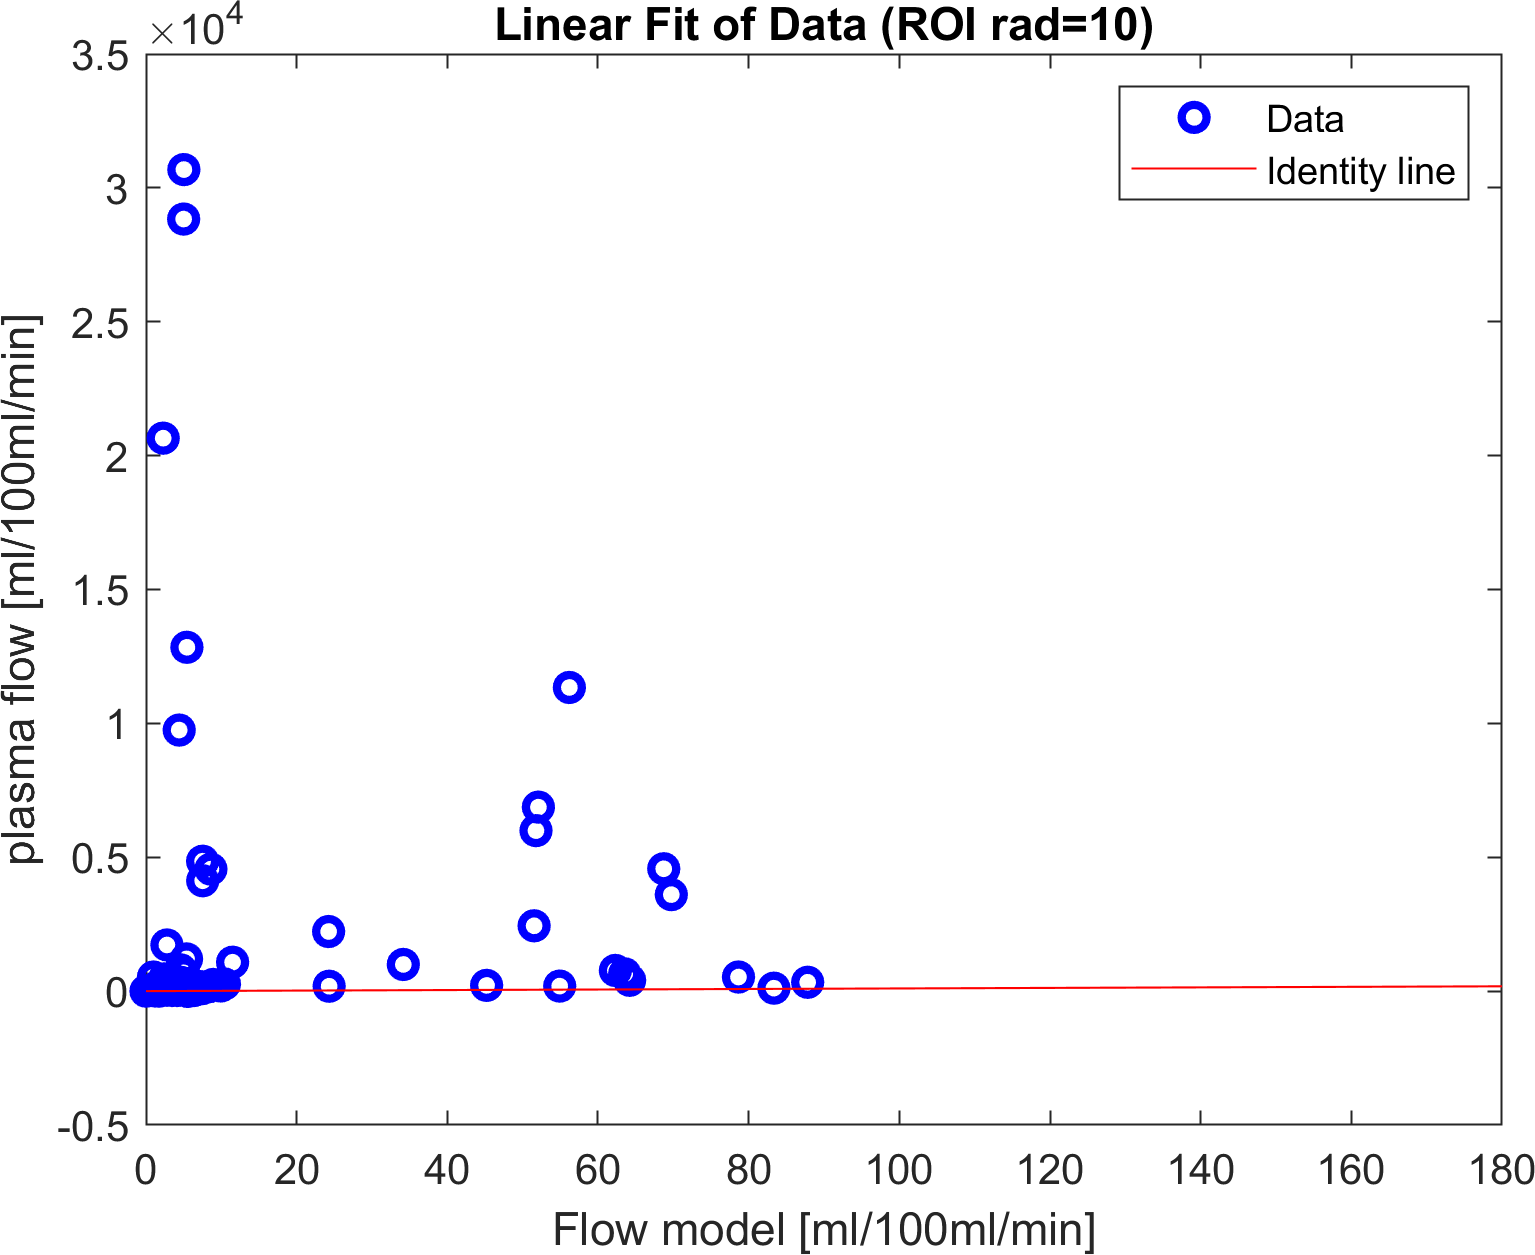 Linear Fit of Data (ROI rad=10)
×10⁴
3.5
3
2.5
2
1.5
1
0.5
0
-0.5
0 20 40 60 80 100 120 140 160 180
Flow model [ml/100ml/min]
plasma flow [ml/100ml/min]
Data
Identity line